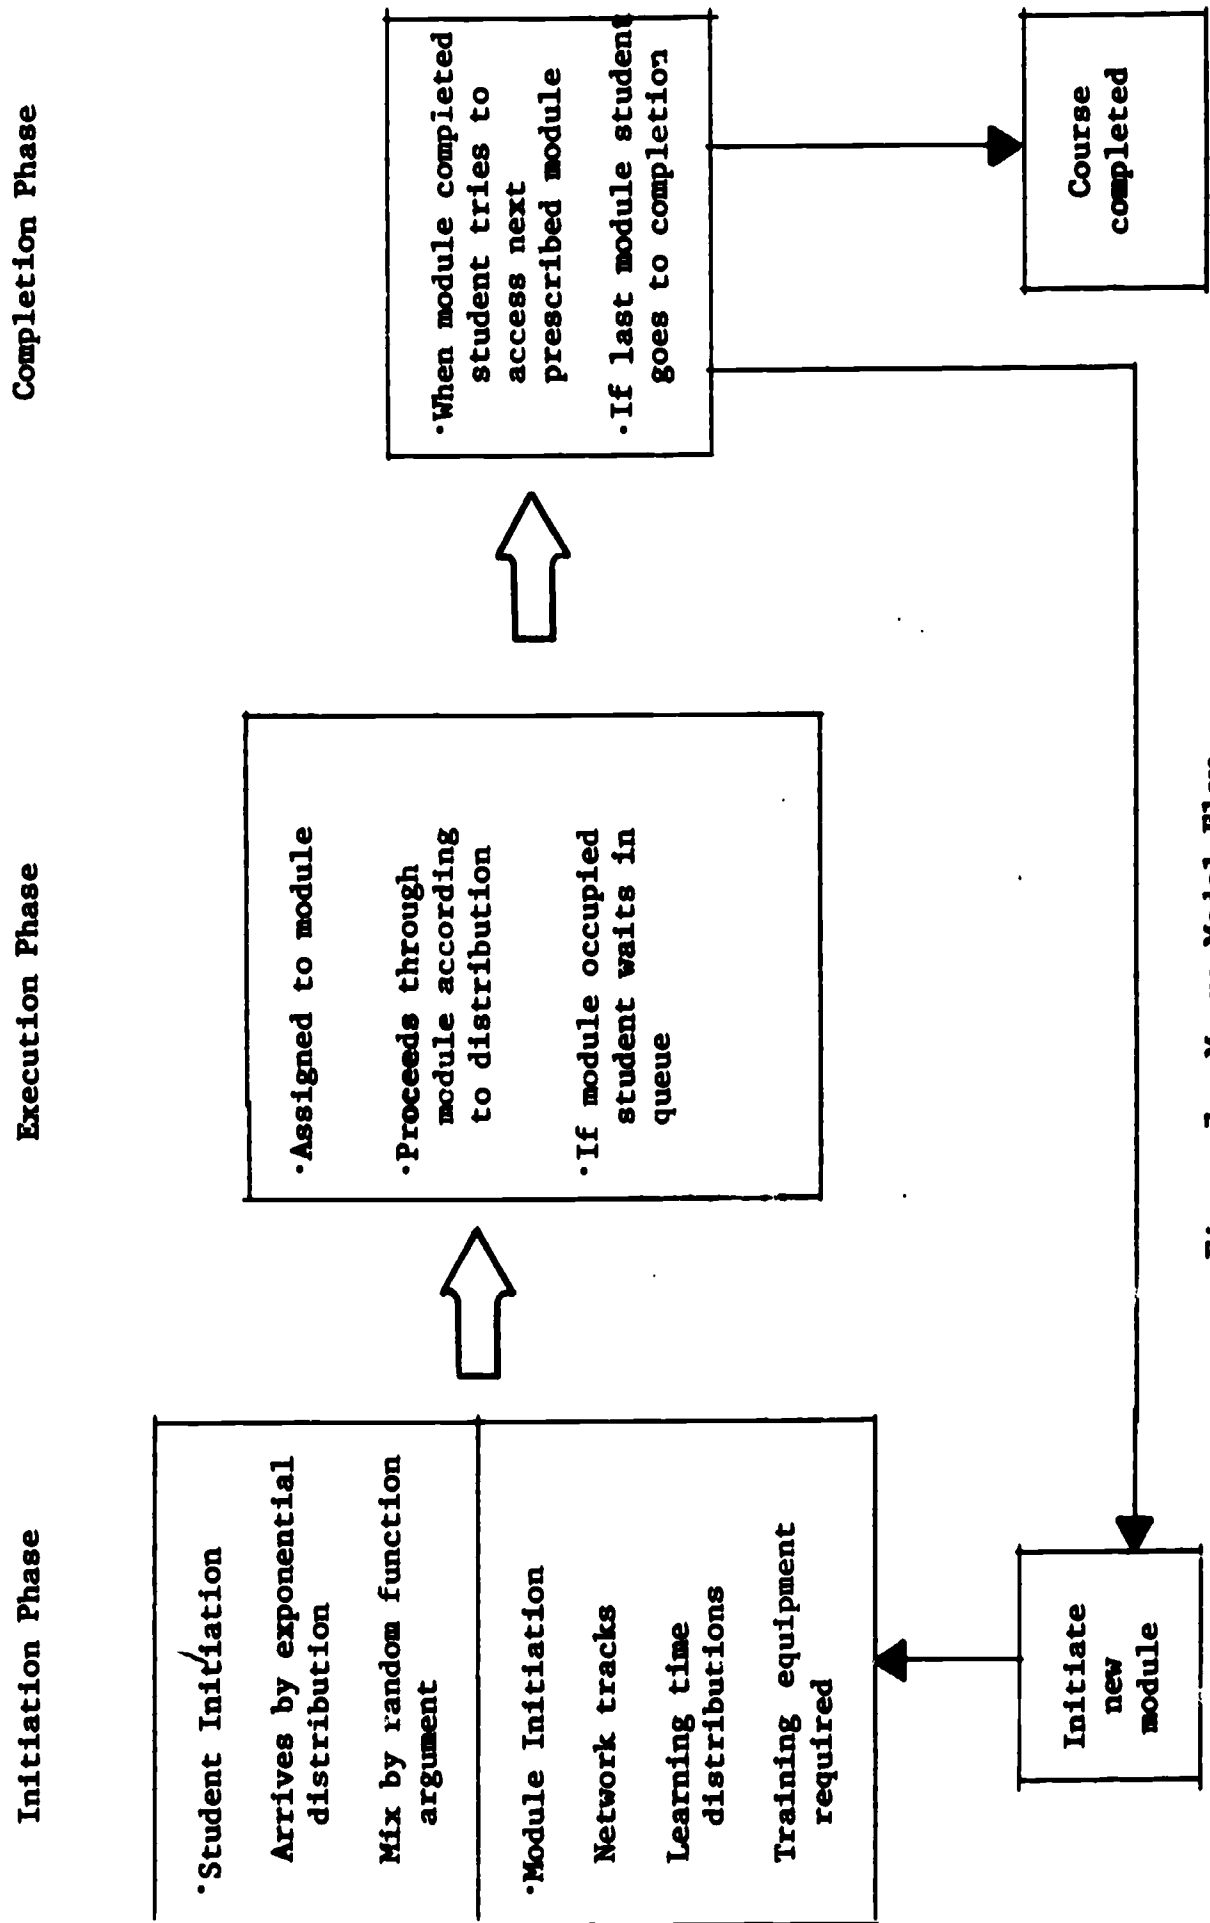 Initiation Phase
Execution Phase
Completion Phase
·Student Initiation
Arrives by exponential
distribution
Mix by random function
argument
·Module Initiation
Network tracks
Learning time
distributions
Training equipment
required
·Assigned to module
·Proceeds through
module according
to distribution
·If module occupied
student waits in
queue
·When module completed
student tries to
access next
prescribed module
·If last module student
goes to completion
Initiate
new
module
Course
completed
Model Flow